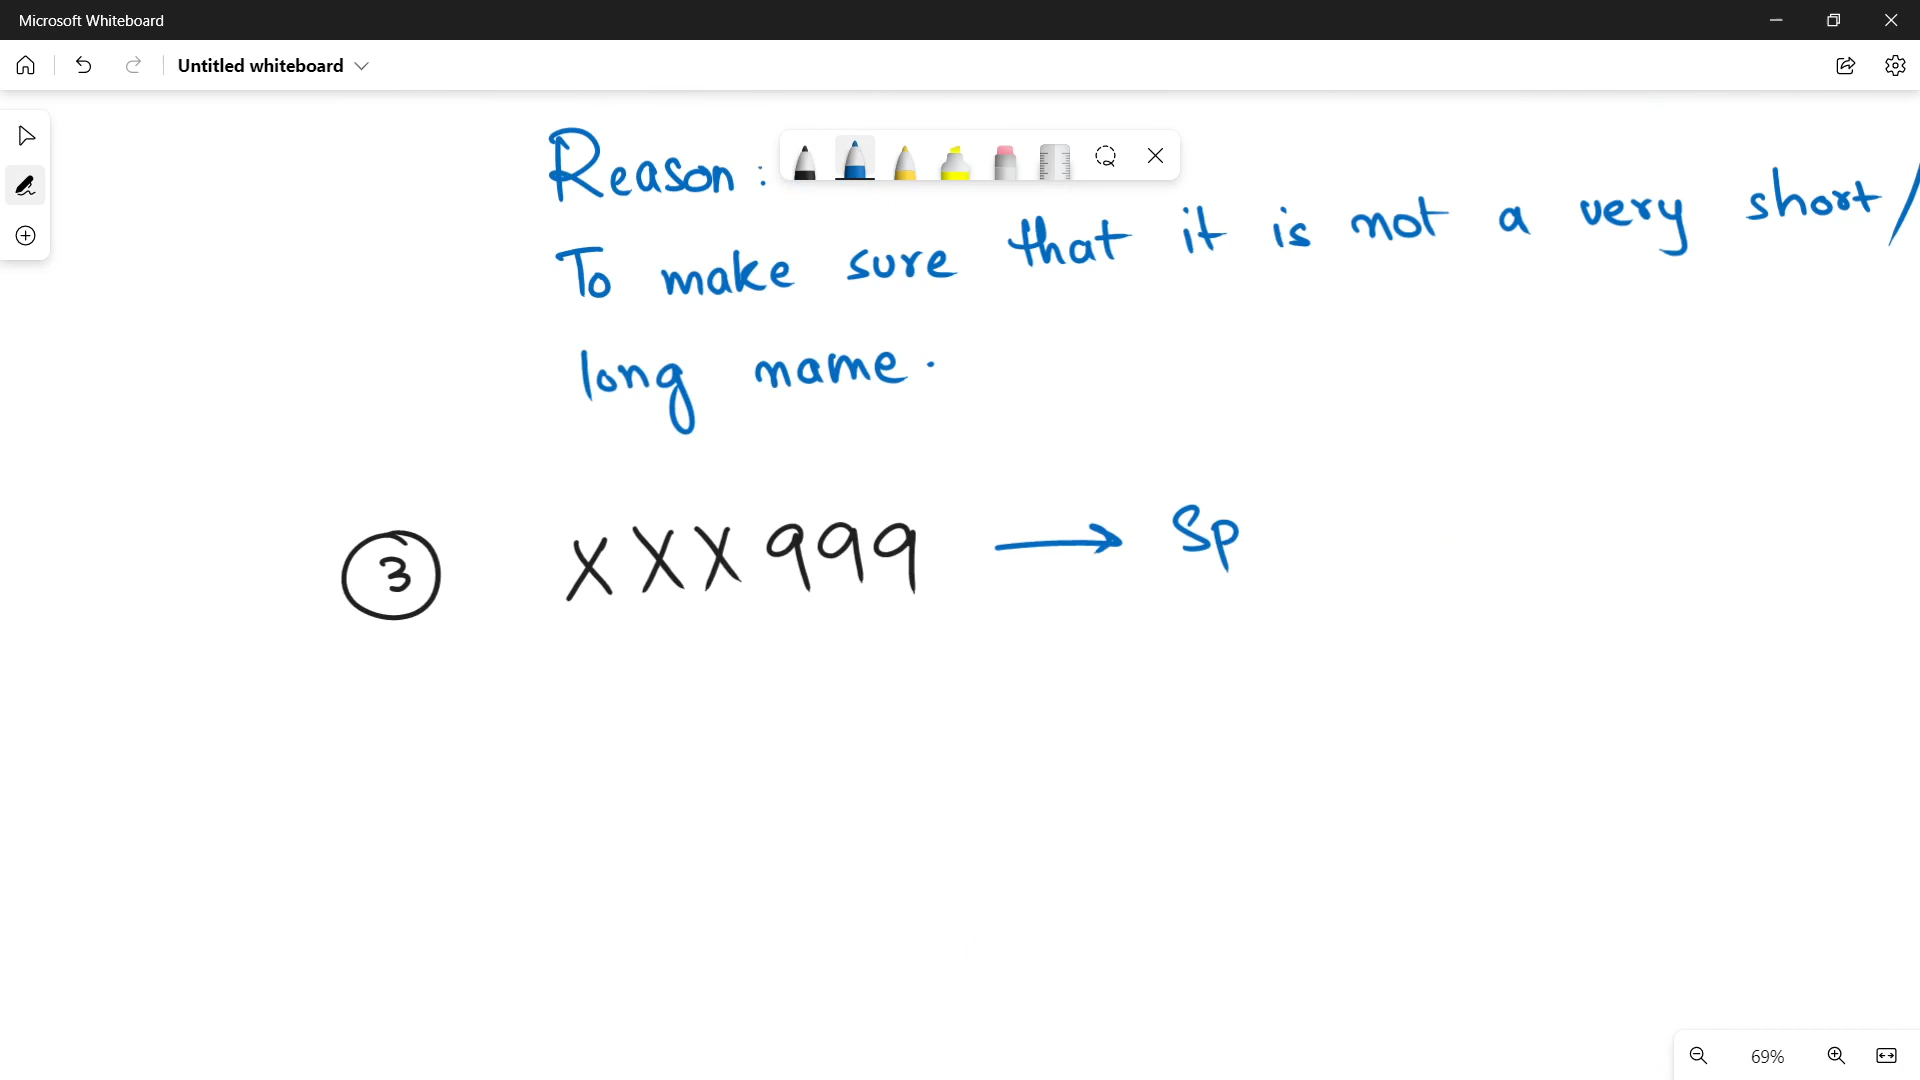 Microsoft Whiteboard
Untitled whiteboard
Reason :
To make sure that it is not a very short/
long name.
3 XXX999 → Sp
69%